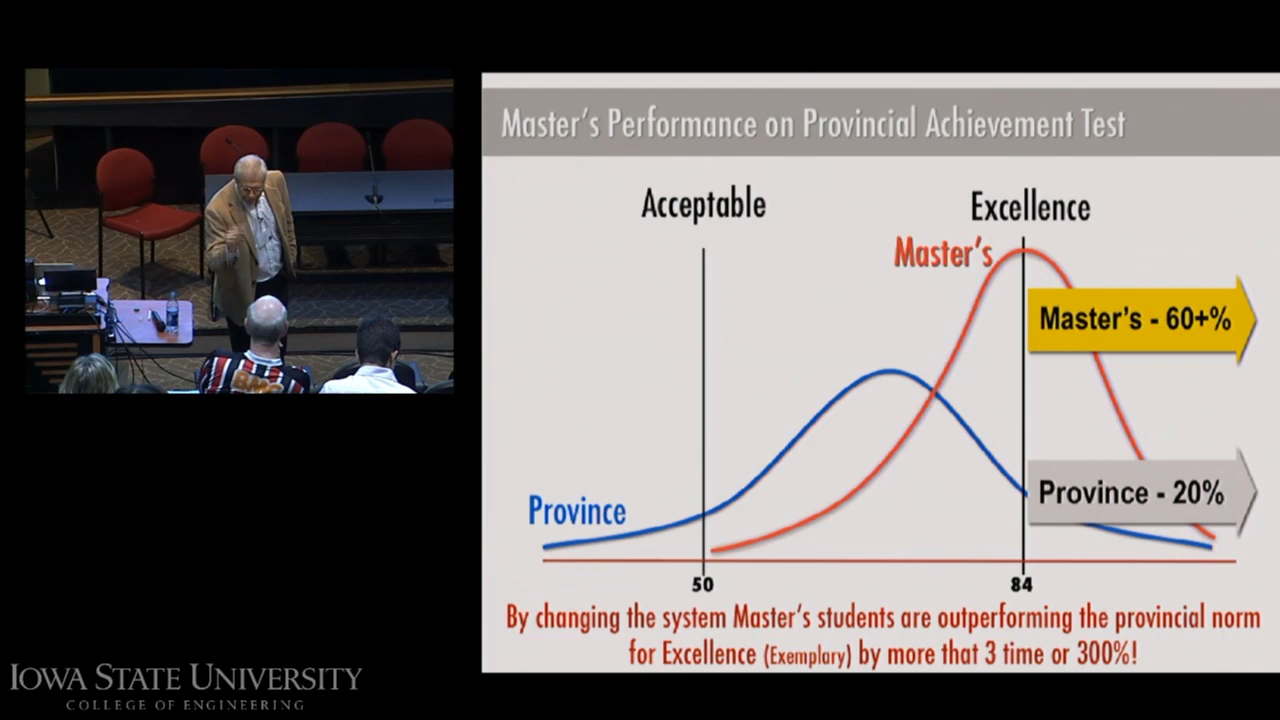 Master's Performance on Provincial Achievement Test
Acceptable
Excellence
Master's
Master's - 60+%
Province
Province - 20%
50
84
By changing the system Master's students are outperforming the provincial norm
for Excellence (Exemplary) by more that 3 time or 300%!
IOWA STATE UNIVERSITY
COLLEGE OF ENGINEERING